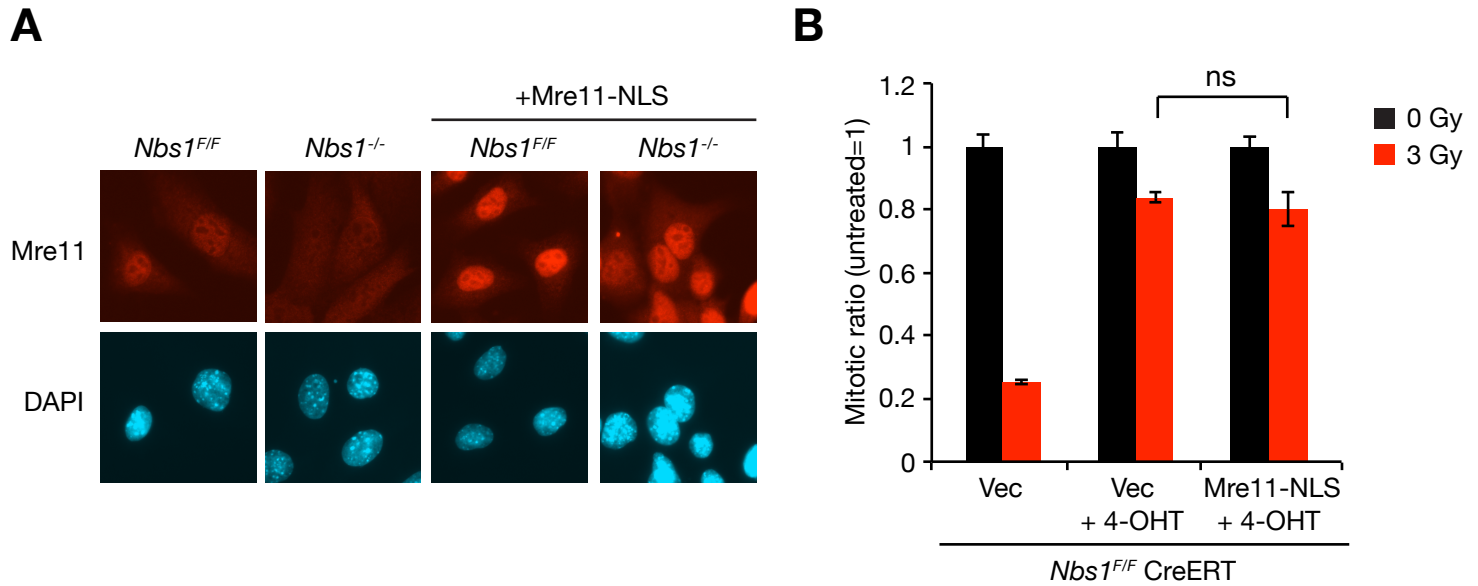 A
+Mre11-NLS
Nbs1F/F Nbs1-/- Nbs1F/F Nbs1-/-
Mre11
DAPI
B
Mitotic ratio (untreated=1)
1.2
1
0.8
0.6
0.4
0.2
0
ns
0 Gy
3 Gy
Vec
Vec
+ 4-OHT
Mre11-NLS
+ 4-OHT
Nbs1F/F CreERT